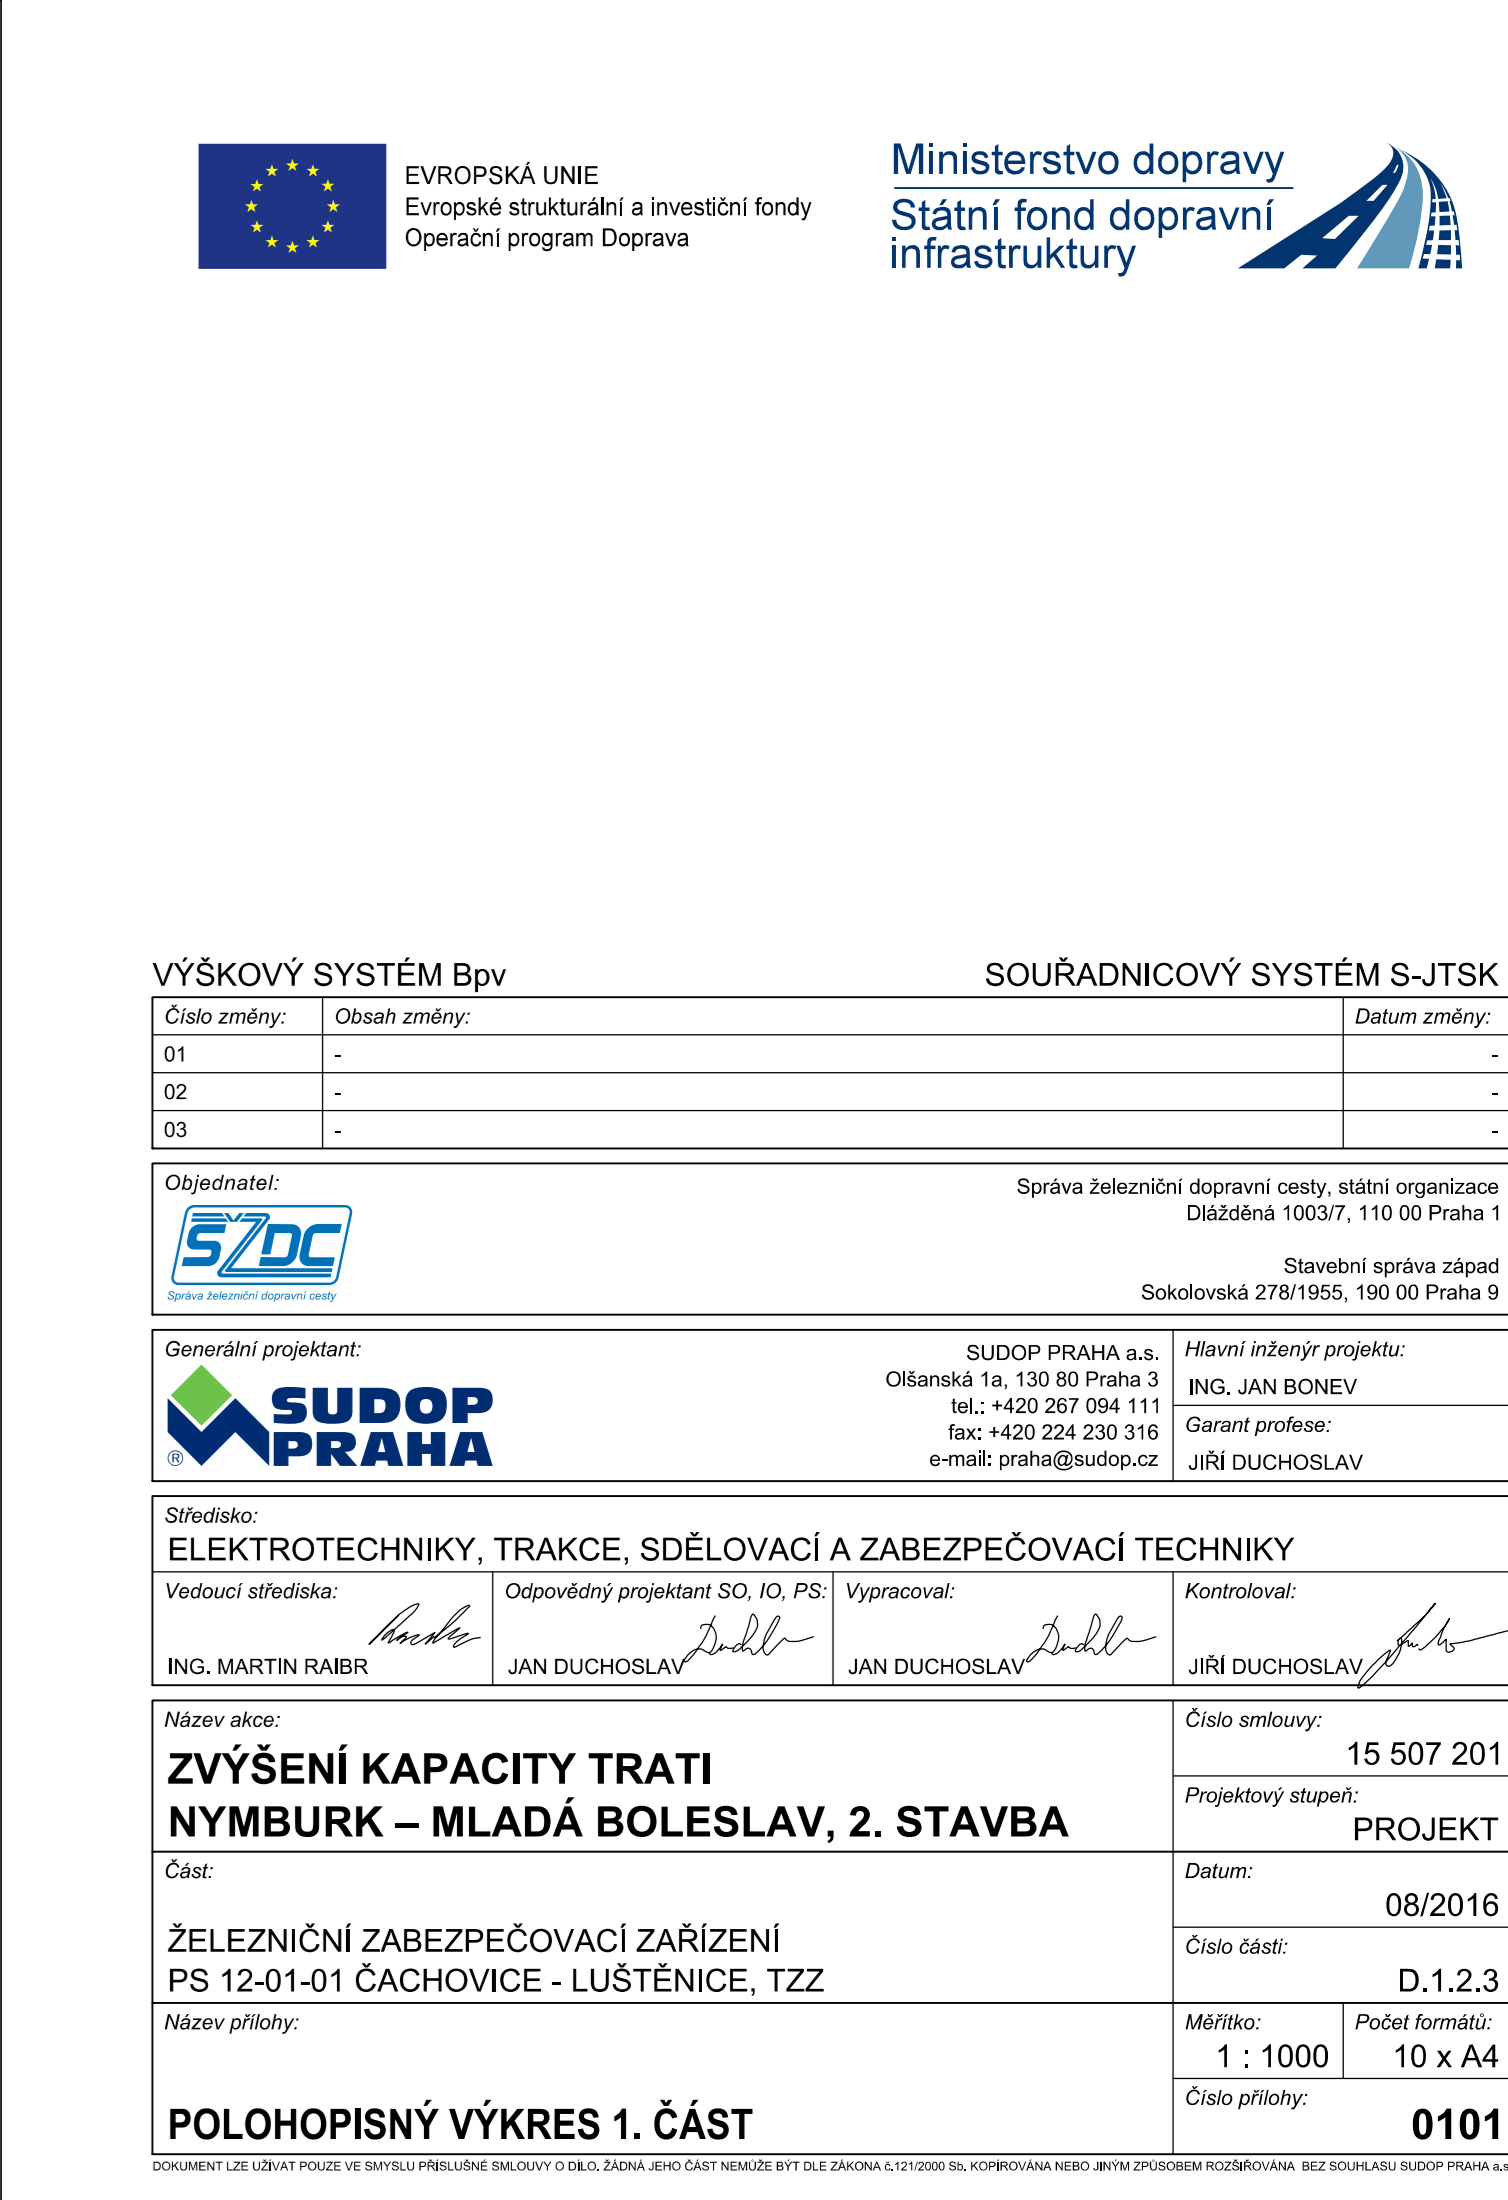 EVROPSKÁ UNIE
Evropské strukturální a investiční fondy
Operační program Doprava
Ministerstvo dopravy
Státní fond dopravní
infrastruktury
VÝŠKOVÝ SYSTÉM Bpv
SOUŘADNICOVÝ SYSTÉM S-JTSK
Číslo změny: Obsah změny: Datum změny:
01 - -
02 - -
03 - -
Objednatel:
SŽDC
Správa železniční dopravní cesty
Správa železniční dopravní cesty, státní organizace
Dlážděná 1003/7, 110 00 Praha 1
Stavební správa západ
Sokolovská 278/1955, 190 00 Praha 9
Generální projektant:
SUDOP
PRAHA
®
SUDOP PRAHA a.s.
Olšanská 1a, 130 80 Praha 3
tel.: +420 267 094 111
fax: +420 224 230 316
e-mail: praha@sudop.cz
Hlavní inženýr projektu:
ING. JAN BONEV
Garant profese:
JIŘÍ DUCHOSLAV
Středisko:
ELEKTROTECHNIKY, TRAKCE, SDĚLOVACÍ A ZABEZPEČOVACÍ TECHNIKY
Vedoucí střediska:
ING. MARTIN RAIBR
Odpovědný projektant SO, IO, PS:
JAN DUCHOSLAV
Vypracoval:
JAN DUCHOSLAV
Kontroloval:
JIŘÍ DUCHOSLAV
Název akce:
ZVÝŠENÍ KAPACITY TRATI
NYMBURK – MLADÁ BOLESLAV, 2. STAVBA
Číslo smlouvy:
15 507 201
Projektový stupeň:
PROJEKT
Část:
ŽELEZNIČNÍ ZABEZPEČOVACÍ ZAŘÍZENÍ
PS 12-01-01 ČACHOVICE - LUŠTĚNICE, TZZ
Datum:
08/2016
Číslo části:
D.1.2.3
Název přílohy:
POLOHOPISNÝ VÝKRES 1. ČÁST
Měřítko:
1 : 1000
Počet formátů:
10 x A4
Číslo přílohy:
0101
DOKUMENT LZE UŽÍVAT POUZE VE SMYSLU PŘÍSLUŠNÉ SMLOUVY O DÍLO. ŽÁDNÁ JEHO ČÁST NEMŮŽE BÝT DLE ZÁKONA č.121/2000 Sb. KOPÍROVÁNA NEBO JINÝM ZPŮSOBEM ROZŠIŘOVÁNA BEZ SOUHLASU SUDOP PRAHA a.s